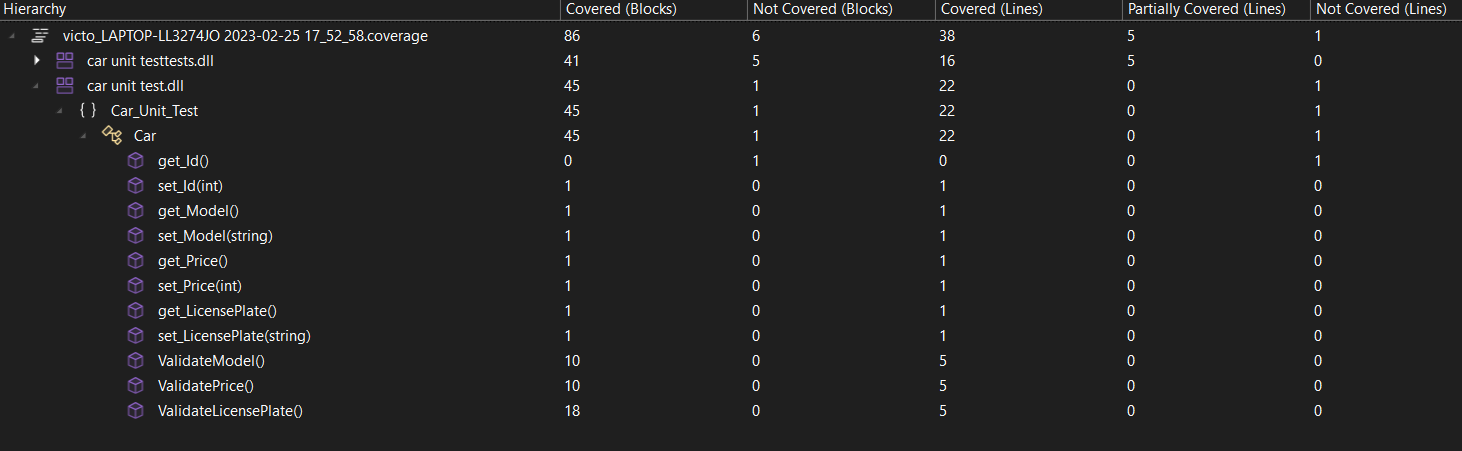 Hierarchy Covered (Blocks) Not Covered (Blocks) Covered (Lines) Partially Covered (Lines) Not Covered (Lines)
victo_LAPTOP-LL3274JO 2023-02-25 17_52_58.coverage 86 6 38 5 1
car unit testtests.dll 41 5 16 5 0
car unit test.dll 45 1 22 0 1
{ } Car_Unit_Test 45 1 22 0 1
Car 45 1 22 0 1
get_Id() 0 1 0 0 1
set_Id(int) 1 0 1 0 0
get_Model() 1 0 1 0 0
set_Model(string) 1 0 1 0 0
get_Price() 1 0 1 0 0
set_Price(int) 1 0 1 0 0
get_LicensePlate() 1 0 1 0 0
set_LicensePlate(string) 1 0 1 0 0
ValidateModel() 10 0 5 0 0
ValidatePrice() 10 0 5 0 0
ValidateLicensePlate() 18 0 5 0 0